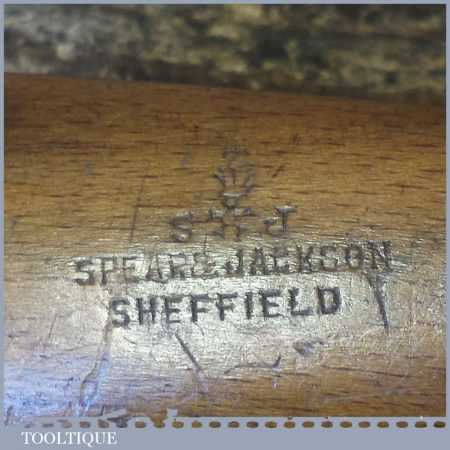 S J
SPEAR & JACKSON
SHEFFIELD
TOOLTIQUE